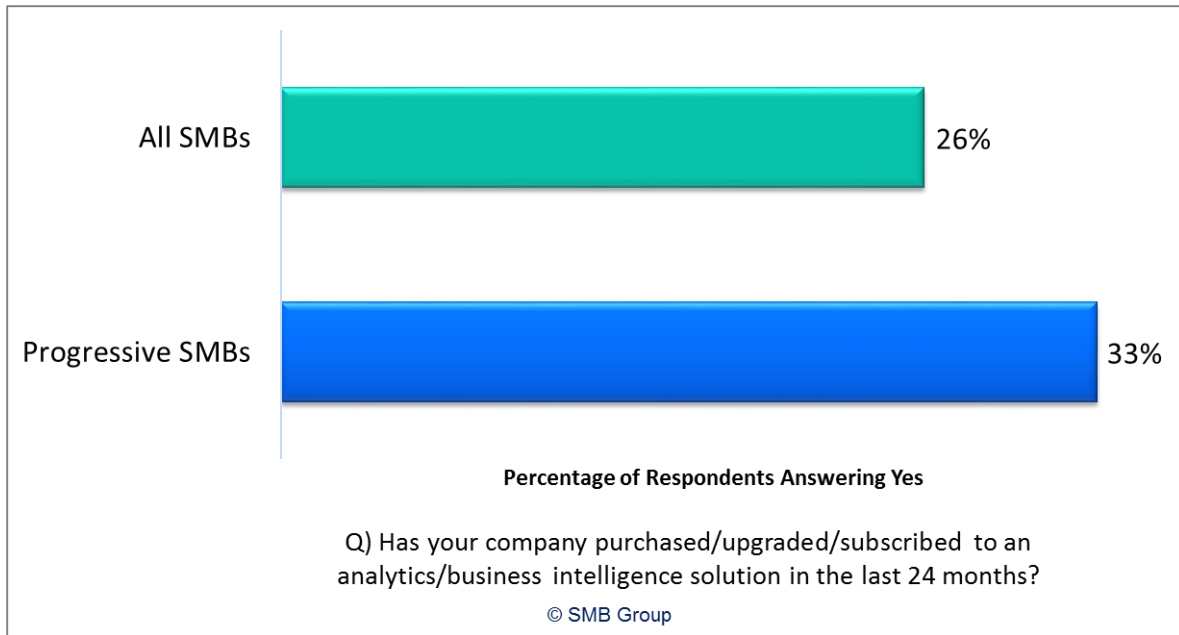 All SMBs
26%
Progressive SMBs
33%
Percentage of Respondents Answering Yes
Q) Has your company purchased/upgraded/subscribed to an
analytics/business intelligence solution in the last 24 months?
© SMB Group